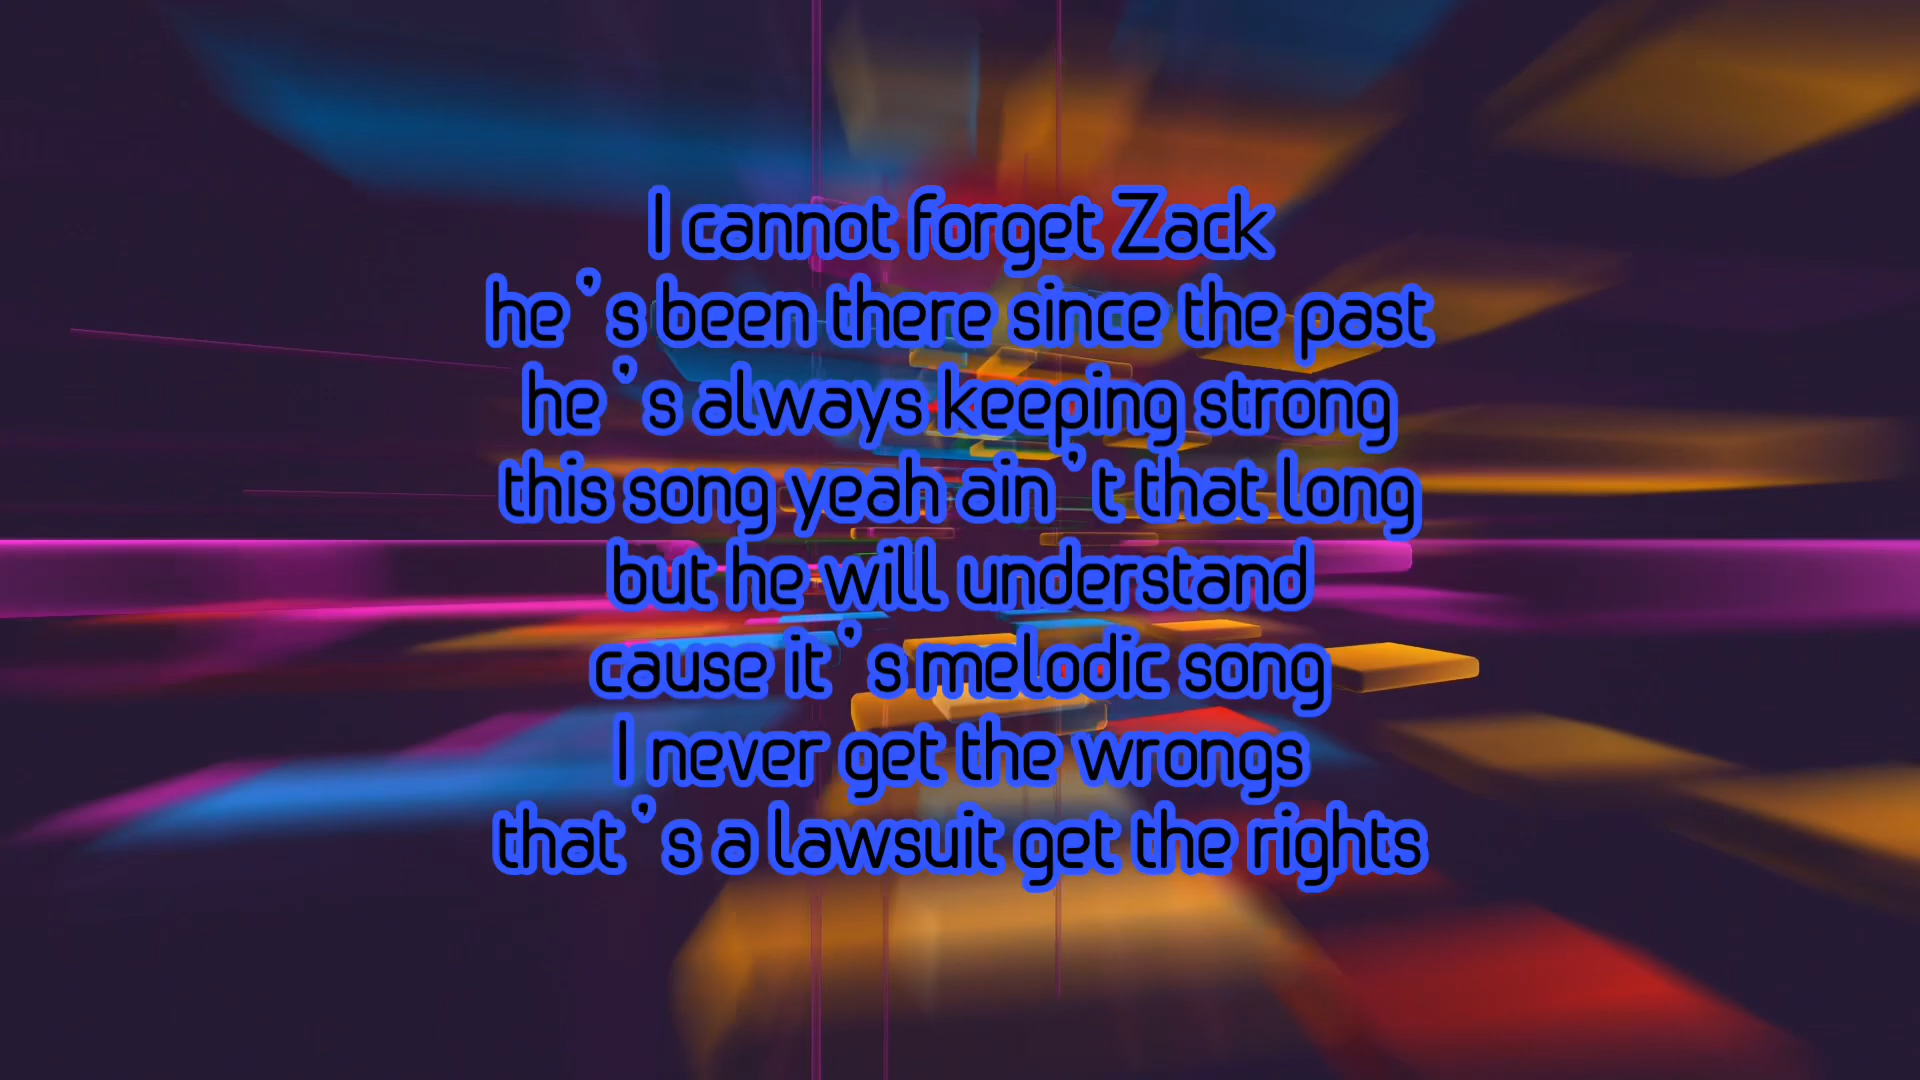 I cannot forget Zack
he's been there since the past
he's always keeping strong
this song yeah ain't that long
but he will understand
cause it's melodic song
I never get the wrongs
that's a lawsuit get the rights